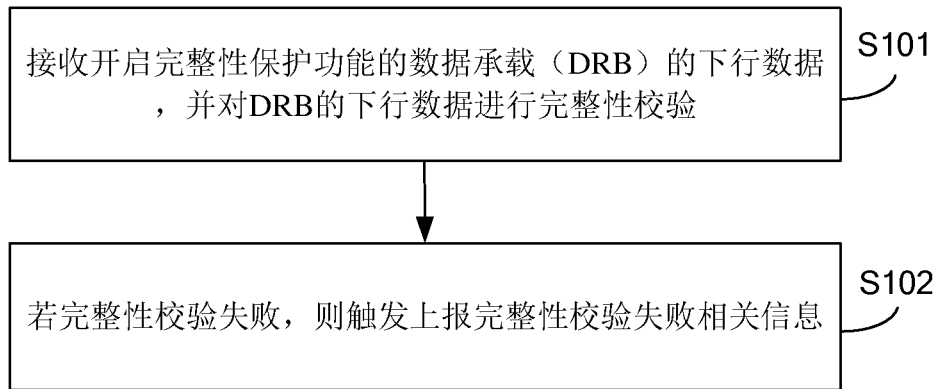 接收开启完整性保护功能的数据承载（DRB）的下行数据
，并对DRB的下行数据进行完整性校验
S101
若完整性校验失败，则触发上报完整性校验失败相关信息
S102